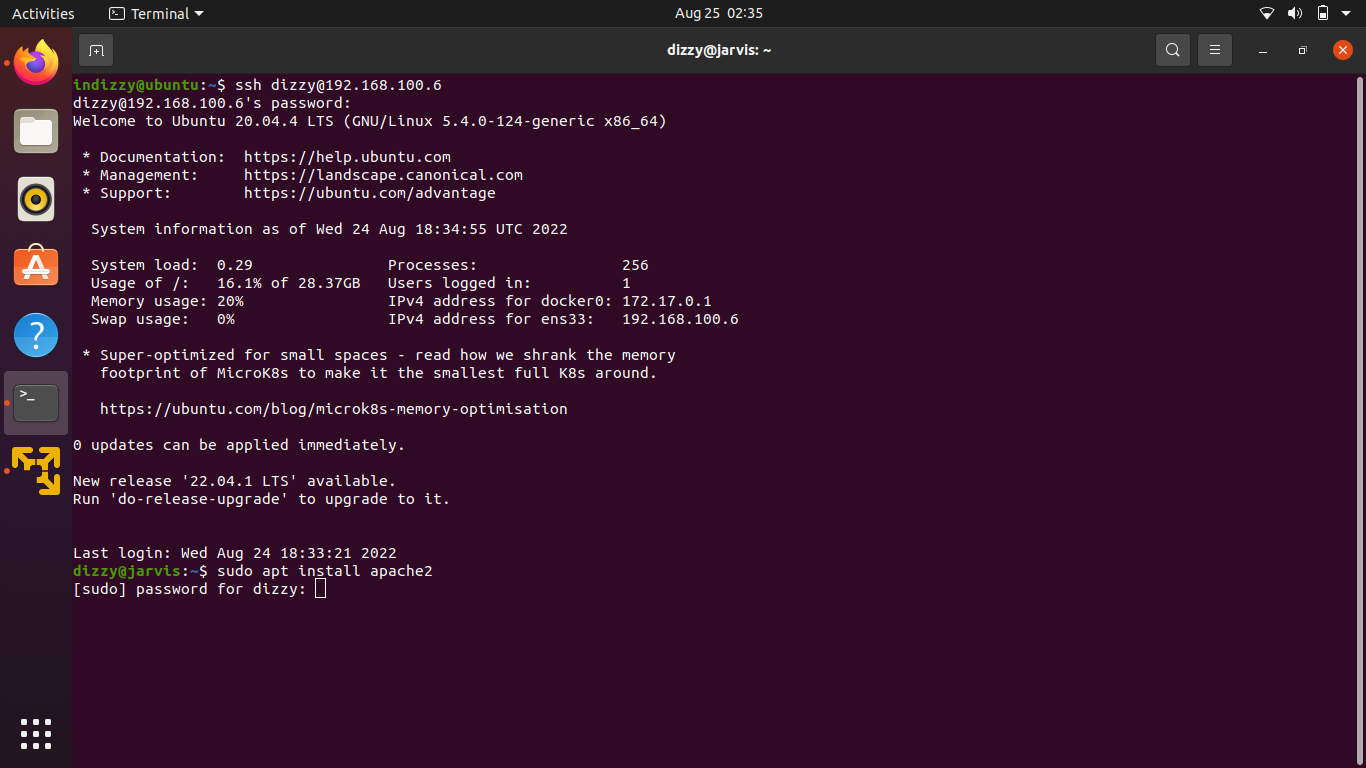 Activities Terminal Aug 25 02:35
dizzy@jarvis: ~
indizzy@ubuntu:~$ ssh dizzy@192.168.100.6
dizzy@192.168.100.6's password:
Welcome to Ubuntu 20.04.4 LTS (GNU/Linux 5.4.0-124-generic x86_64)
* Documentation:  https://help.ubuntu.com
* Management:     https://landscape.canonical.com
* Support:        https://ubuntu.com/advantage
System information as of Wed 24 Aug 18:34:55 UTC 2022
System load:  0.29               Processes:                256
Usage of /:   16.1% of 28.37GB   Users logged in:          1
Memory usage: 20%                IPv4 address for docker0: 172.17.0.1
Swap usage:   0%                 IPv4 address for ens33:   192.168.100.6
* Super-optimized for small spaces - read how we shrank the memory
footprint of MicroK8s to make it the smallest full K8s around.
https://ubuntu.com/blog/microk8s-memory-optimisation
0 updates can be applied immediately.
New release '22.04.1 LTS' available.
Run 'do-release-upgrade' to upgrade to it.
Last login: Wed Aug 24 18:33:21 2022
dizzy@jarvis:~$ sudo apt install apache2
[sudo] password for dizzy: